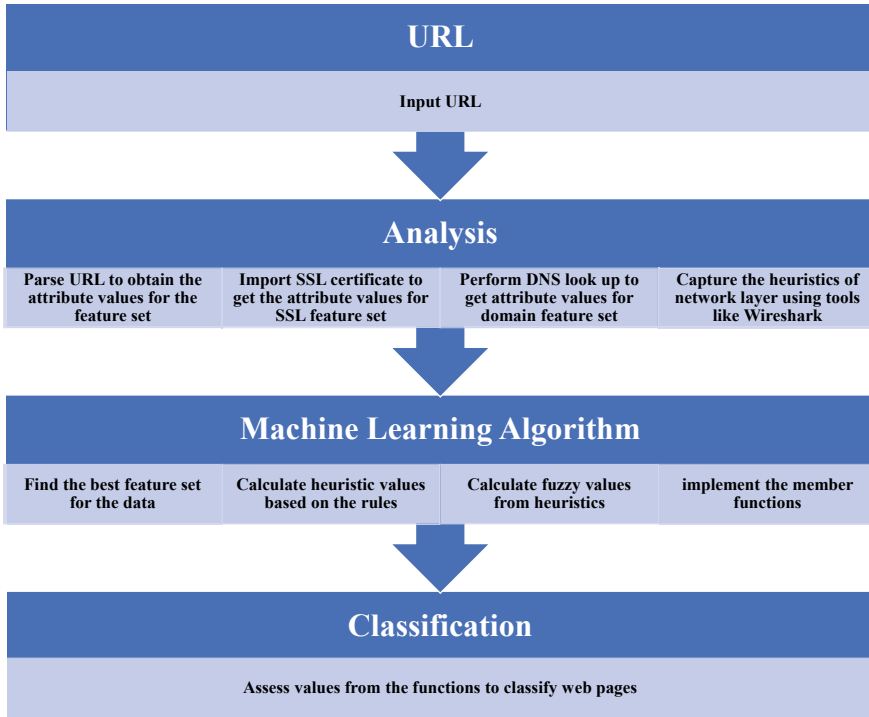 URL
Input URL
Analysis
Parse URL to obtain the
attribute values for the
feature set
Import SSL certificate to
get the attribute values for
SSL feature set
Perform DNS look up to
get attribute values for
domain feature set
Capture the heuristics of
network layer using tools
like Wireshark
Machine Learning Algorithm
Find the best feature set
for the data
Calculate heuristic values
based on the rules
Calculate fuzzy values
from heuristics
implement the member
functions
Classification
Assess values from the functions to classify web pages